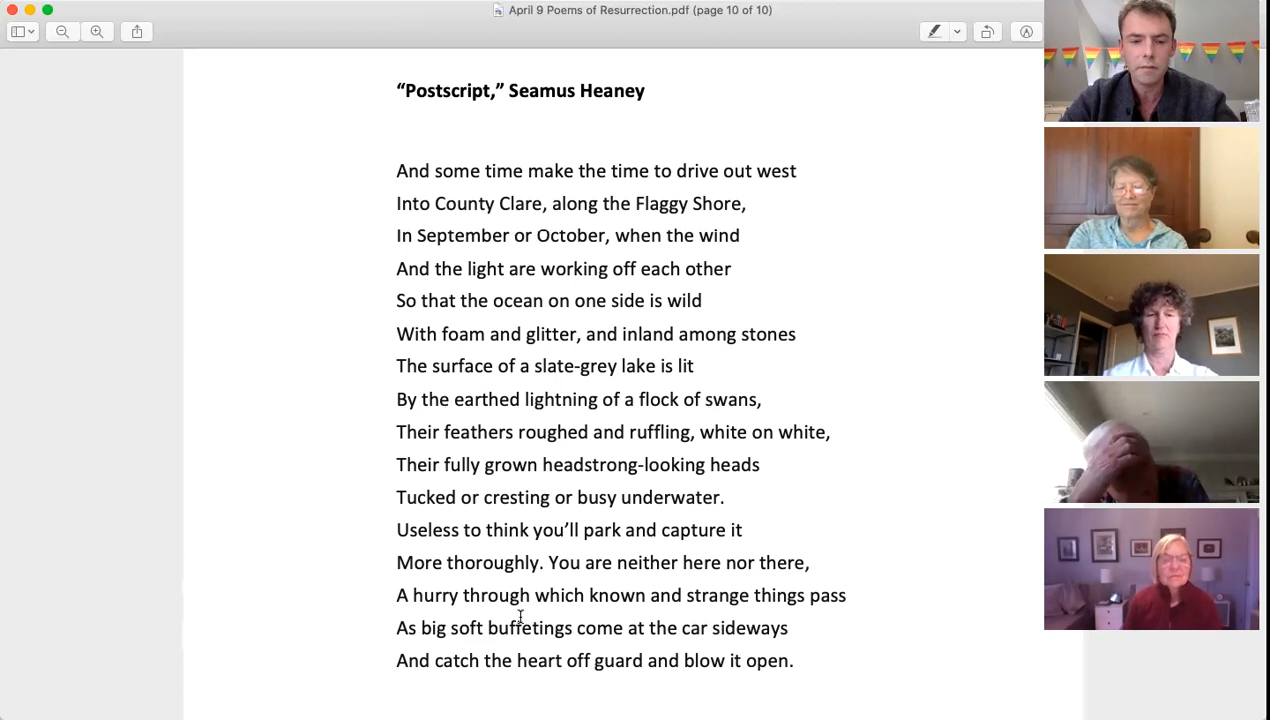 April 9 Poems of Resurrection.pdf (page 10 of 10)
“Postscript,” Seamus Heaney
And some time make the time to drive out west
Into County Clare, along the Flaggy Shore,
In September or October, when the wind
And the light are working off each other
So that the ocean on one side is wild
With foam and glitter, and inland among stones
The surface of a slate-grey lake is lit
By the earthed lightning of a flock of swans,
Their feathers roughed and ruffling, white on white,
Their fully grown headstrong-looking heads
Tucked or cresting or busy underwater.
Useless to think you’ll park and capture it
More thoroughly. You are neither here nor there,
A hurry through which known and strange things pass
As big soft buffetings come at the car sideways
And catch the heart off guard and blow it open.